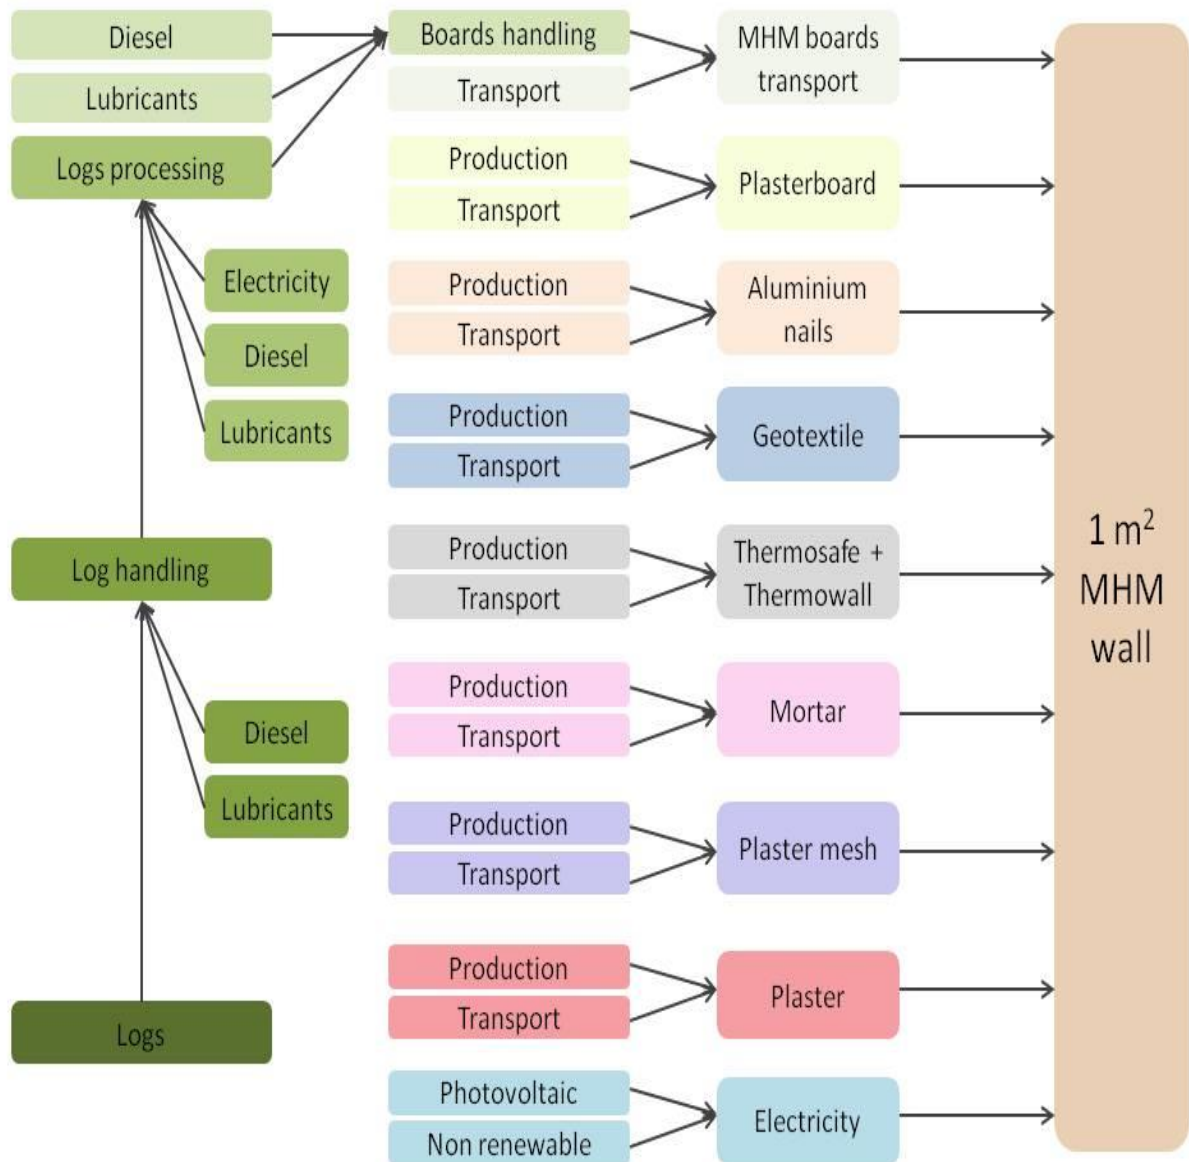 Diesel
Lubricants
Logs processing
Electricity
Diesel
Lubricants
Log handling
Diesel
Lubricants
Logs
Boards handling
Transport
MHM boards
transport
Production
Transport
Plasterboard
Production
Transport
Aluminium
nails
Production
Transport
Geotextile
Production
Transport
Thermosafe +
Thermowall
Production
Transport
Mortar
Production
Transport
Plaster mesh
Production
Transport
Plaster
Photovoltaic
Non renewable
Electricity
1 m²
MHM
wall